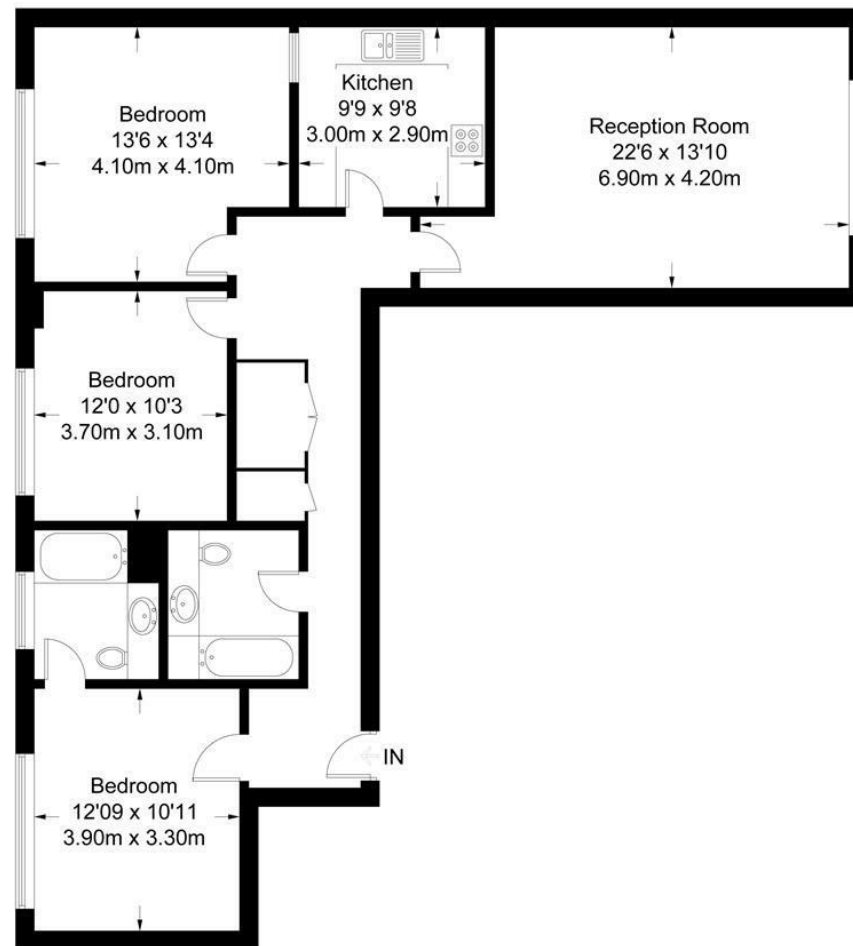 Bedroom
13'6 x 13'4
4.10m x 4.10m
Kitchen
9'9 x 9'8
3.00m x 2.90m
Reception Room
22'6 x 13'10
6.90m x 4.20m
Bedroom
12'0 x 10'3
3.70m x 3.10m
IN
Bedroom
12'09 x 10'11
3.90m x 3.30m